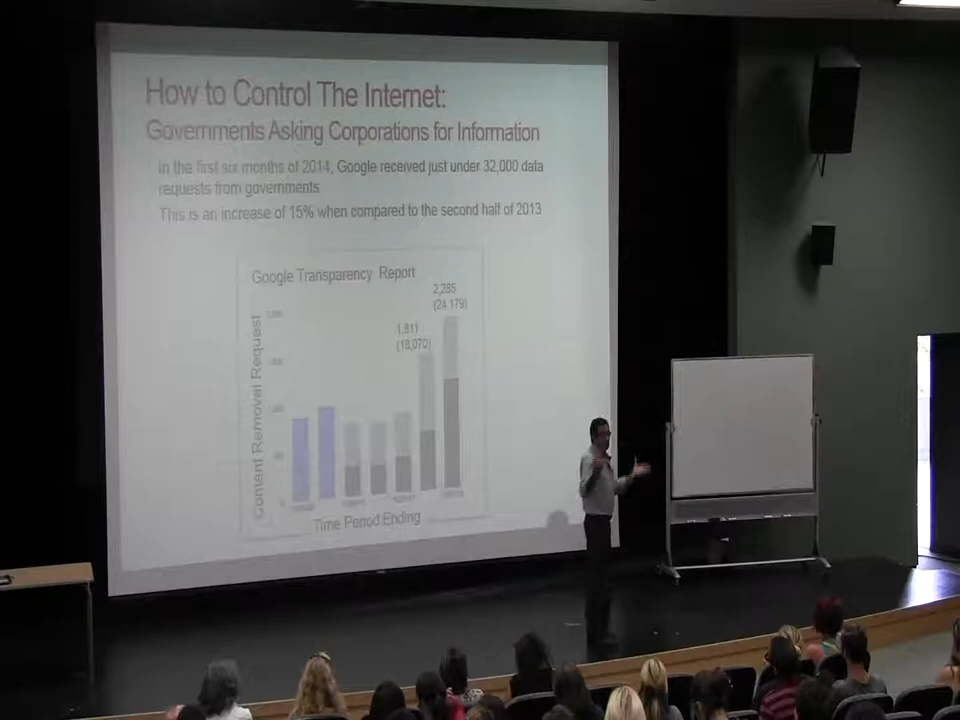 How to Control The Internet:
Governments Asking Corporations for Information
In the first six months of 2014, Google received just under 32,000 data
requests from governments
This is an increase of 15% when compared to the second half of 2013
Google Transparency Report
2,285
(24,179)
1,811
(18,070)
Content Removal Request
Time Period Ending